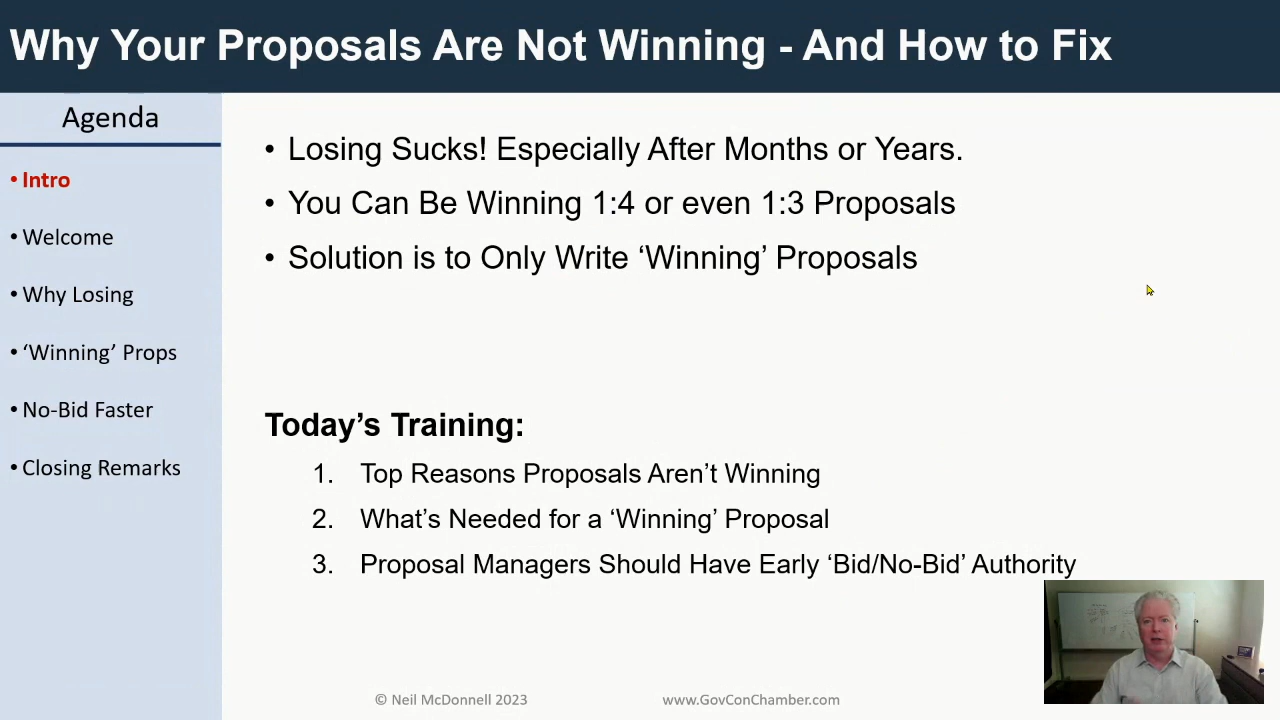 Why Your Proposals Are Not Winning - And How to Fix
Agenda
• Intro
• Welcome
• Why Losing
• ‘Winning’ Props
• No-Bid Faster
• Closing Remarks
• Losing Sucks! Especially After Months or Years.
• You Can Be Winning 1:4 or even 1:3 Proposals
• Solution is to Only Write ‘Winning’ Proposals
Today’s Training:
1. Top Reasons Proposals Aren’t Winning
2. What’s Needed for a ‘Winning’ Proposal
3. Proposal Managers Should Have Early ‘Bid/No-Bid’ Authority
© Neil McDonnell 2023
www.GovConChamber.com